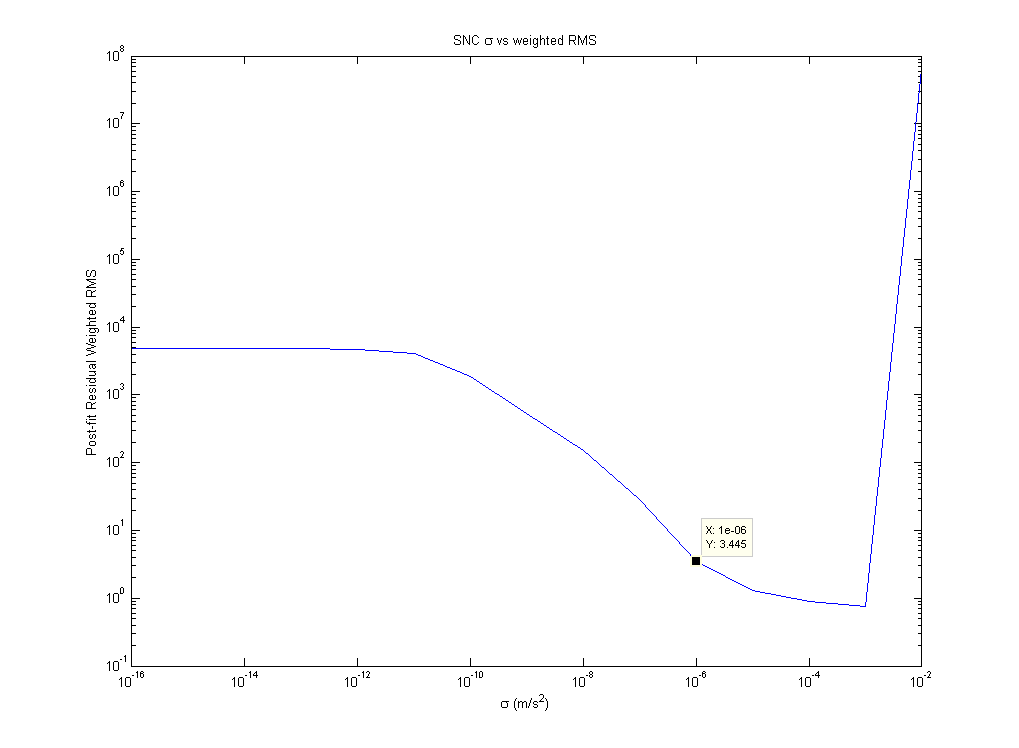 SNC σ vs weighted RMS
10^8
10^7
10^6
10^5
10^4
10^3
10^2
10^1
10^0
10^-1
Post-fit Residual Weighted RMS
X: 1e-06
Y: 3.445
10^-16 10^-14 10^-12 10^-10 10^-8 10^-6 10^-4 10^-2
σ (m/s^2)